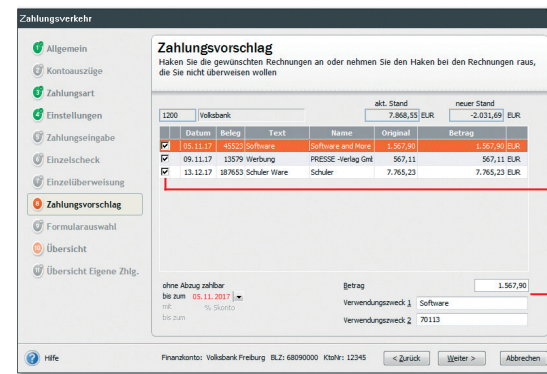 Zahlungsverkehr
Allgemein
Kontoauszüge
Zahlungsart
Einstellungen
Zahlungseingabe
Einzelscheck
Einzelüberweisung
8 Zahlungsvorschlag
Formularauswahl
Übersicht
Übersicht Eigene Zhlg.
Zahlungsvorschlag
Haken Sie die gewünschten Rechnungen an oder nehmen Sie den Haken bei den Rechnungen raus,
die Sie nicht überweisen wollen
akt. Stand neuer Stand
1200 Volksbank 7.868,55 EUR -2.031,69 EUR
Datum Beleg Text Name Original Betrag
05.11.17 45523 Software Software and More 1.567,90 1.567,90 EUR
09.11.17 13579 Werbung PRESSE -Verlag Gml 567,11 567,11 EUR
13.12.17 187653 Schuler Ware Schuler 7.765,23 7.765,23 EUR
ohne Abzug zahlbar
bis zum 05.11.2017
mit % Skonto
bis zum
Betrag 1.567,90
Verwendungszweck 1 Software
Verwendungszweck 2 70113
? Hilfe
Finanzkonto: Volksbank Freiburg BLZ: 68090000 KtoNr: 12345
< Zurück Weiter > Abbrechen